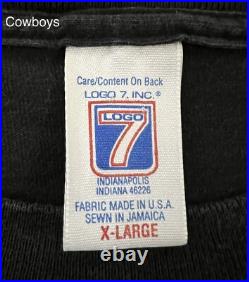 Cowboys
Care/Content On Back
LOGO 7, INC.®
LOGO
7
INDIANAPOLIS
INDIANA 46226
FABRIC MADE IN U.S.A.
SEWN IN JAMAICA
X-LARGE